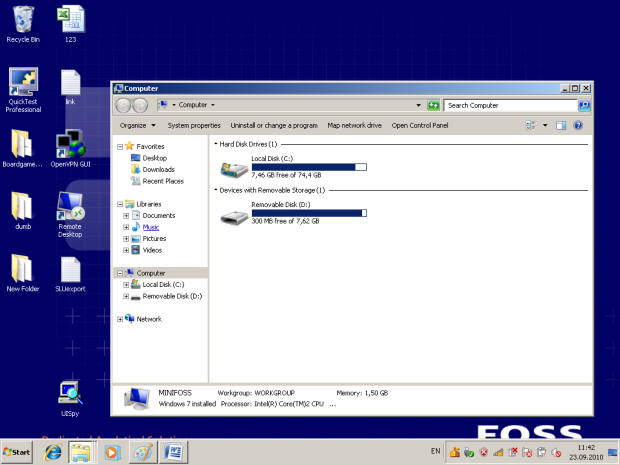 Recycle Bin
123
QuickTest
Professional
link
Boardgame...
OpenVPN GUI
dumb
Remote
Desktop
New Folder
SLUexport
UISpy
Computer
Computer
Search Computer
Organize
System properties
Uninstall or change a program
Map network drive
Open Control Panel
Favorites
Desktop
Downloads
Recent Places
Libraries
Documents
Music
Pictures
Videos
Computer
Local Disk (C:)
Removable Disk (D:)
Network
Hard Disk Drives (1)
Local Disk (C:)
7,46 GB free of 74,4 GB
Devices with Removable Storage (1)
Removable Disk (D:)
300 MB free of 7,62 GB
MINIFOSS
Workgroup: WORKGROUP
Memory: 1,50 GB
Windows 7 installed
Processor: Intel(R) Core(TM)2 CPU ...
FOSS
Start
EN
11:42
23.09.2010